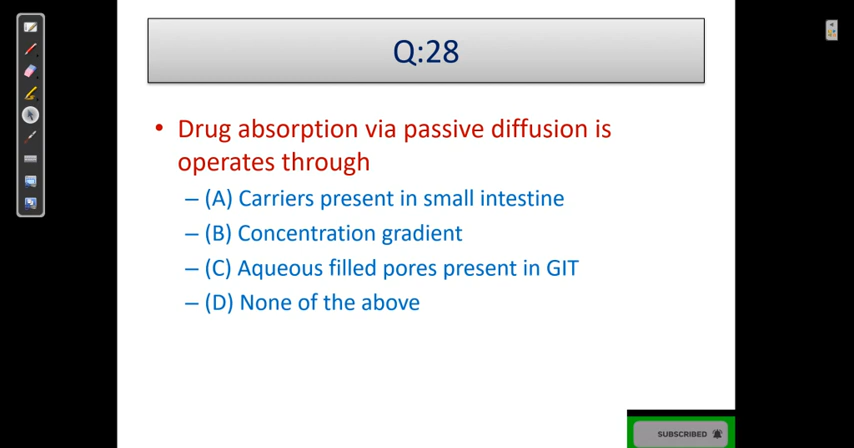 Q:28
• Drug absorption via passive diffusion is
operates through
– (A) Carriers present in small intestine
– (B) Concentration gradient
– (C) Aqueous filled pores present in GIT
– (D) None of the above
SUBSCRIBED